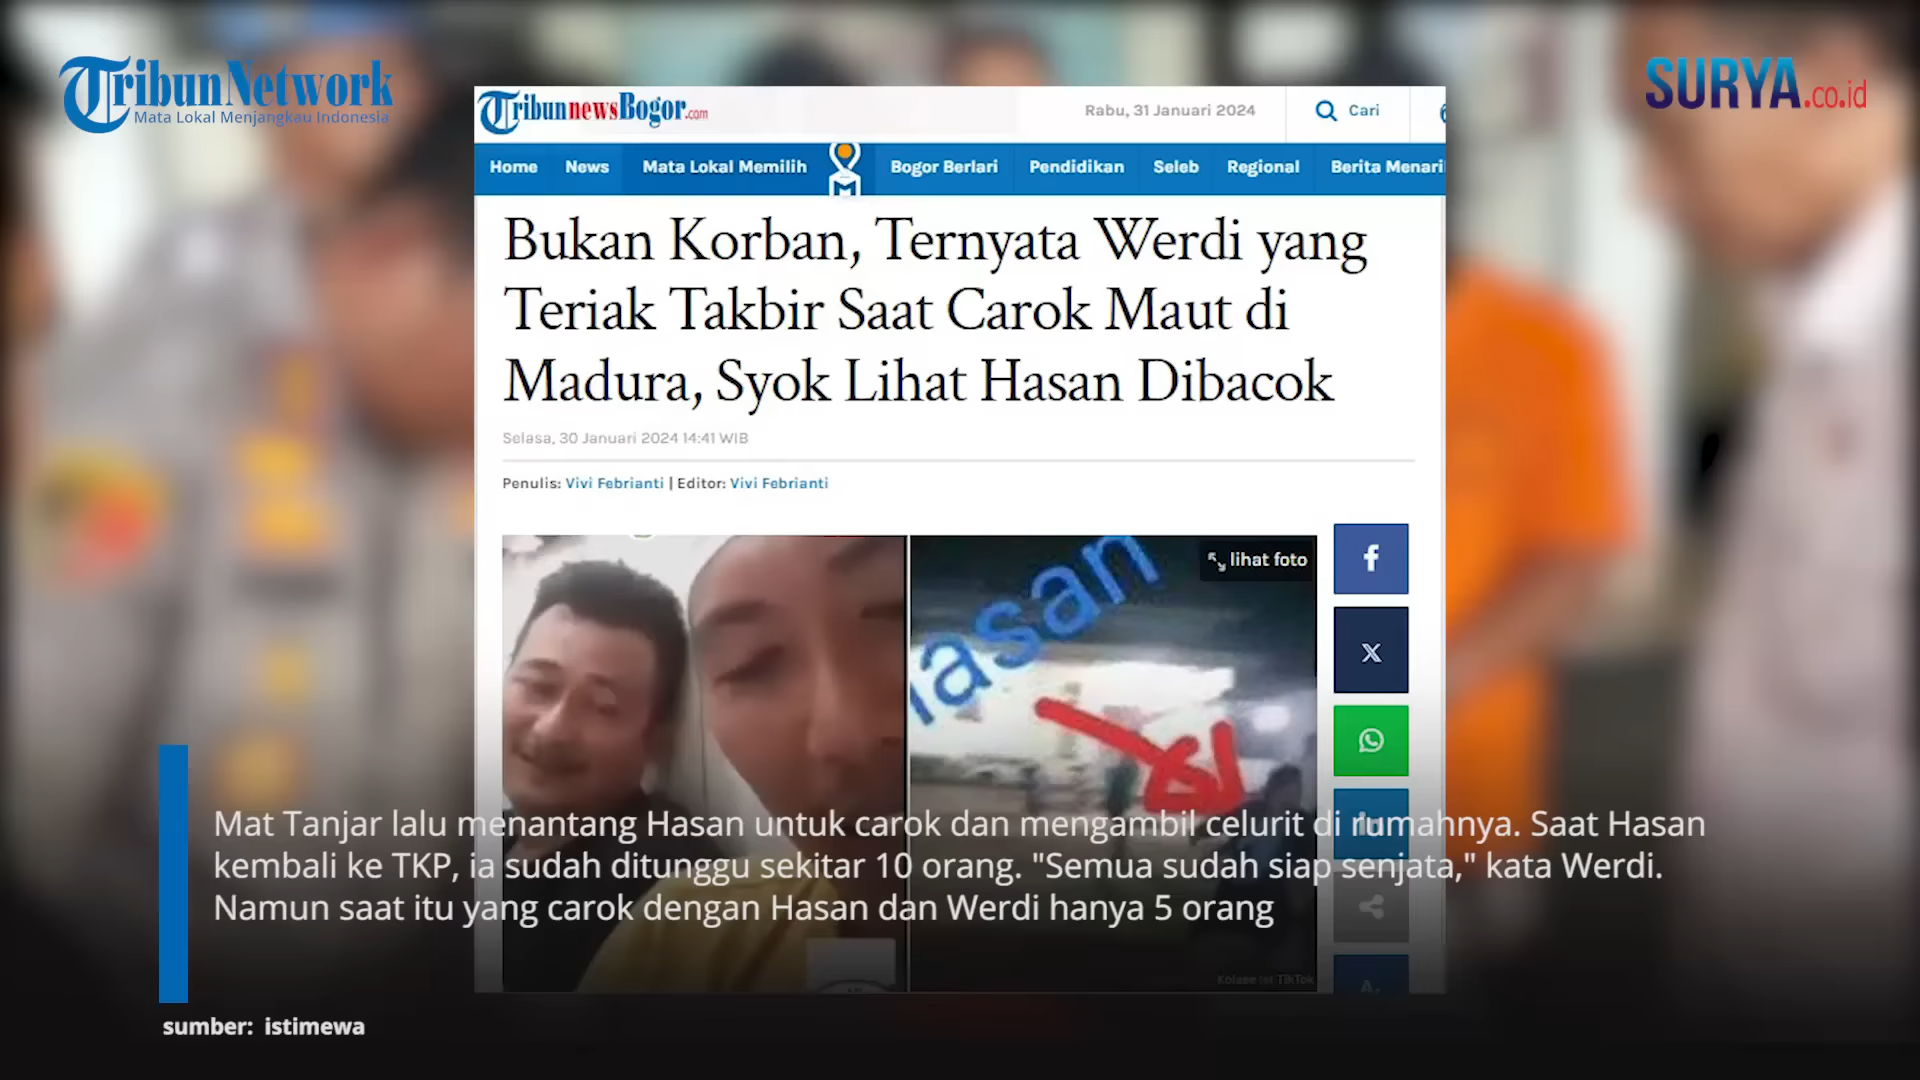 TribunNetwork
Mata Lokal Menjangkau Indonesia
SURYA.co.id
TribunnewsBogor.com
Rabu, 31 Januari 2024
Cari
Home News Mata Lokal Memilih Bogor Berlari Pendidikan Seleb Regional Berita Menari
Bukan Korban, Ternyata Werdi yang
Teriak Takbir Saat Carok Maut di
Madura, Syok Lihat Hasan Dibacok
Selasa, 30 Januari 2024 14:41 WIB
Penulis: Vivi Febrianti | Editor: Vivi Febrianti
lihat foto
asan
Mat Tanjar lalu menantang Hasan untuk carok dan mengambil celurit di rumahnya. Saat Hasan
kembali ke TKP, ia sudah ditunggu sekitar 10 orang. "Semua sudah siap senjata," kata Werdi.
Namun saat itu yang carok dengan Hasan dan Werdi hanya 5 orang
Kolase ist TikTok
sumber: istimewa